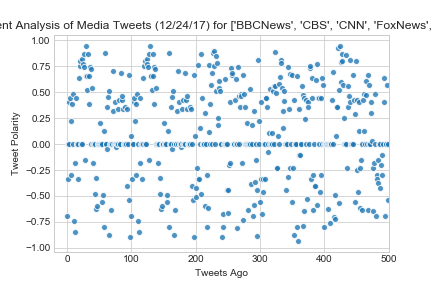 ent Analysis of Media Tweets (12/24/17) for ['BBCNews', 'CBS', 'CNN', 'FoxNews',
1.00
0.75
0.50
0.25
0.00
−0.25
−0.50
−0.75
−1.00
Tweet Polarity
0 100 200 300 400 500
Tweets Ago